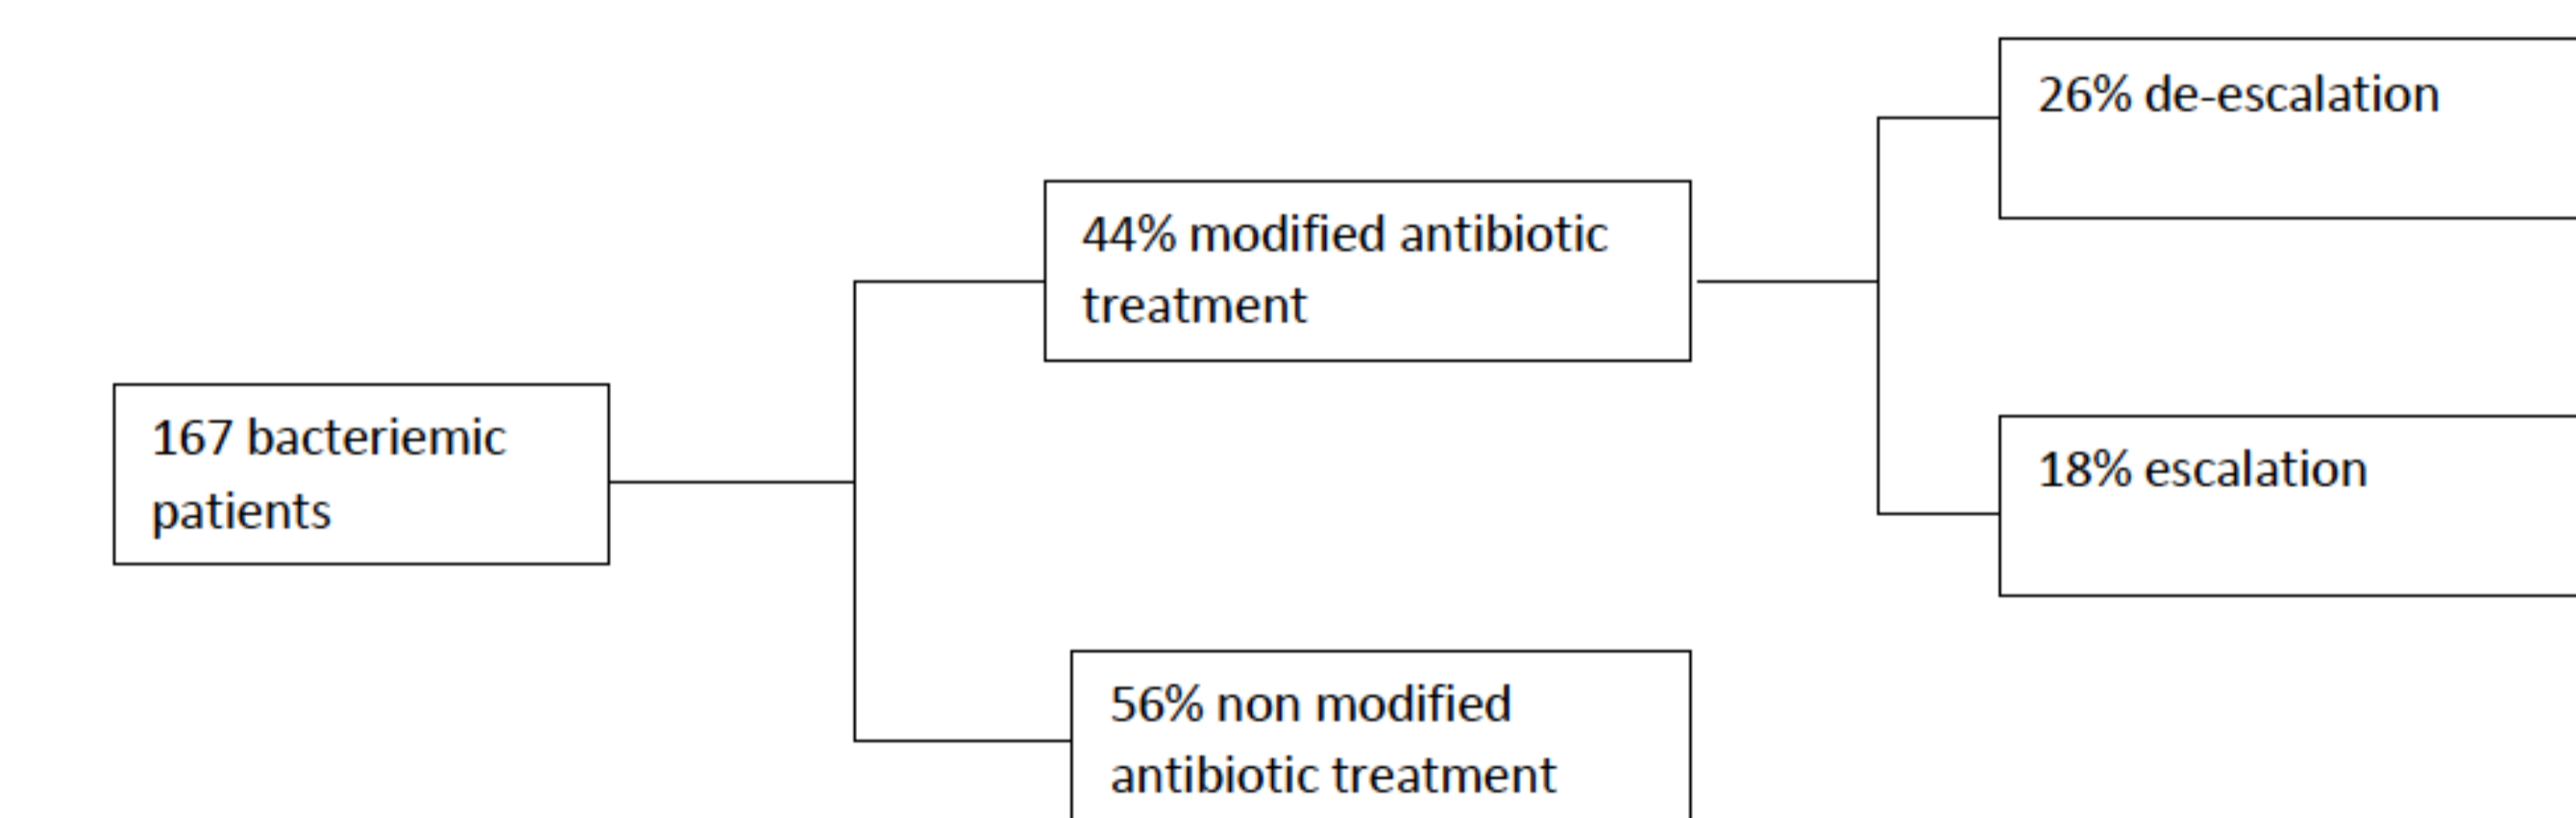 26% de-escalation
44% modified antibiotic
treatment
167 bacteriemic
patients
18% escalation
56% non modified
antibiotic treatment